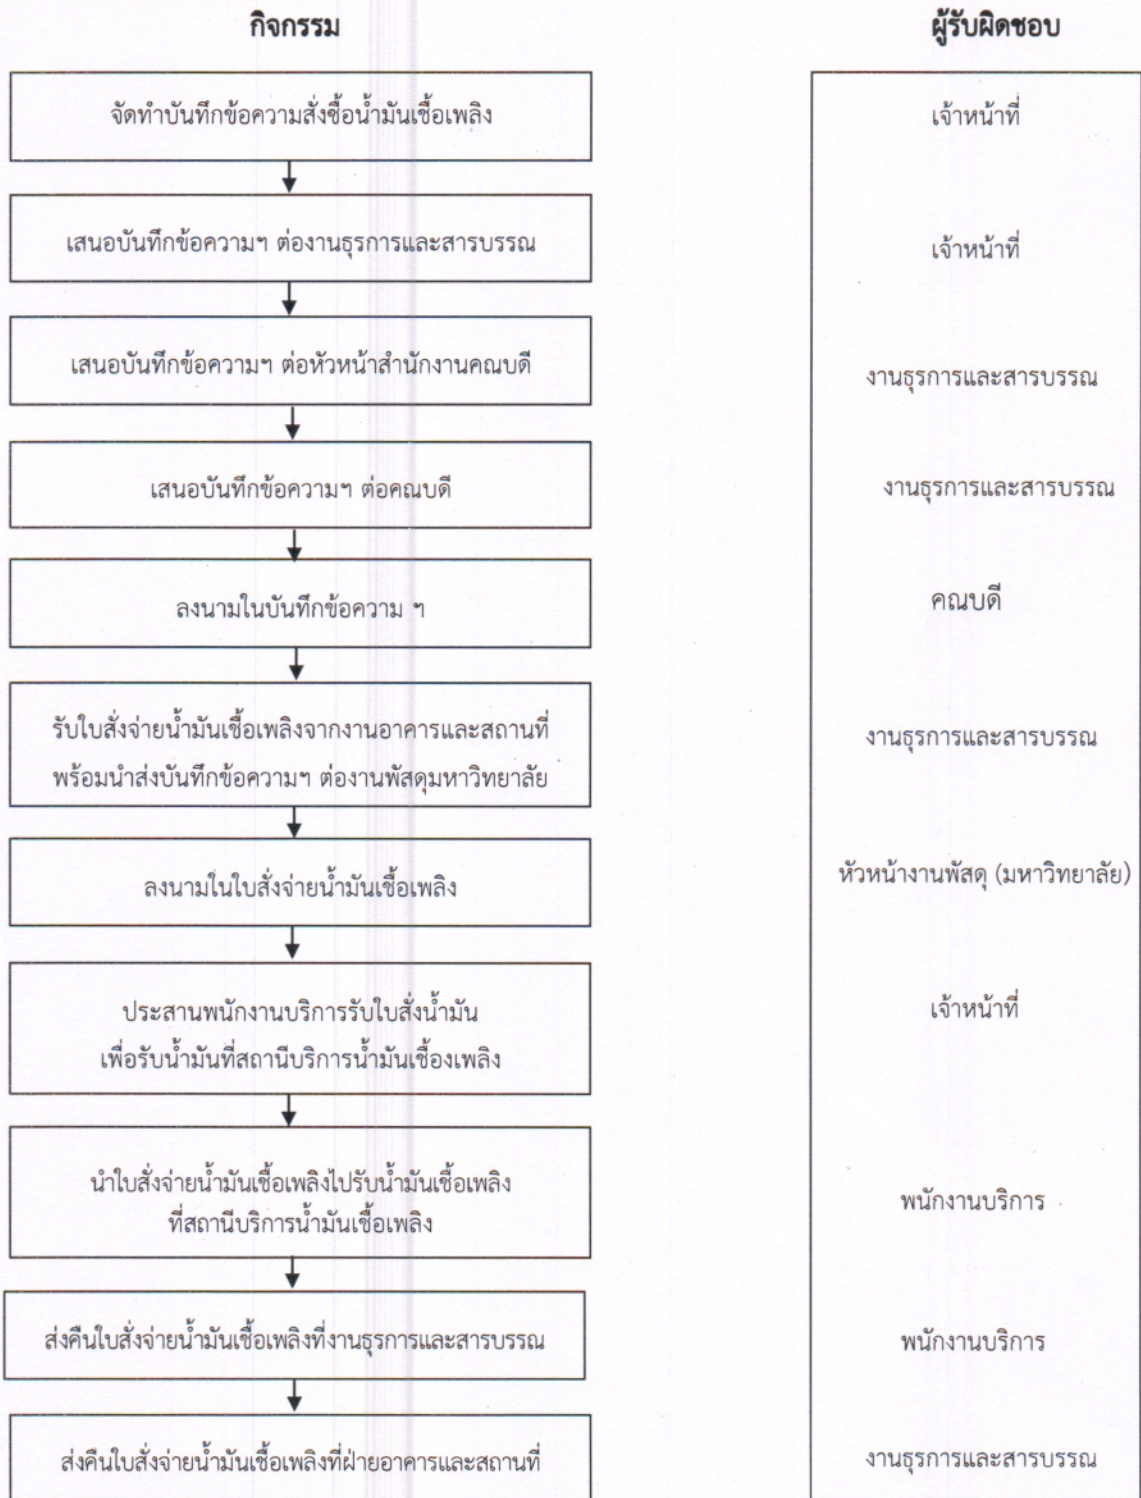 กิจกรรม
ผู้รับผิดชอบ
จัดทำบันทึกข้อความสั่งซื้อน้ำมันเชื้อเพลิง
เจ้าหน้าที่
เสนอบันทึกข้อความฯ ต่องานธุรการและสารบรรณ
เจ้าหน้าที่
เสนอบันทึกข้อความฯ ต่อหัวหน้าสำนักงานคณบดี
งานธุรการและสารบรรณ
เสนอบันทึกข้อความฯ ต่อคณบดี
งานธุรการและสารบรรณ
ลงนามในบันทึกข้อความ ฯ
คณบดี
รับใบสั่งจ่ายน้ำมันเชื้อเพลิงจากงานอาคารและสถานที่
พร้อมนำส่งบันทึกข้อความฯ ต่องานพัสดุมหาวิทยาลัย
งานธุรการและสารบรรณ
ลงนามในใบสั่งจ่ายน้ำมันเชื้อเพลิง
หัวหน้างานพัสดุ (มหาวิทยาลัย)
ประสานพนักงานบริการรับใบสั่งน้ำมัน
เพื่อรับน้ำมันที่สถานีบริการน้ำมันเชื้องเพลิง
เจ้าหน้าที่
นำใบสั่งจ่ายน้ำมันเชื้อเพลิงไปรับน้ำมันเชื้อเพลิง
ที่สถานีบริการน้ำมันเชื้อเพลิง
พนักงานบริการ
ส่งคืนใบสั่งจ่ายน้ำมันเชื้อเพลิงที่งานธุรการและสารบรรณ
พนักงานบริการ
ส่งคืนใบสั่งจ่ายน้ำมันเชื้อเพลิงที่ฝ่ายอาคารและสถานที่
งานธุรการและสารบรรณ